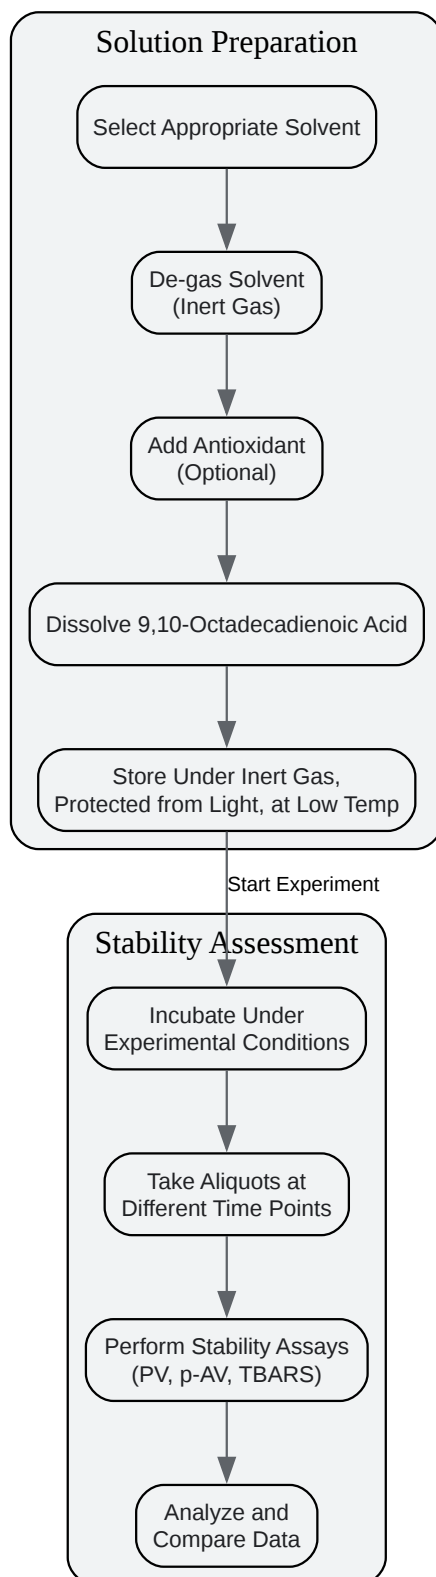 Solution Preparation
Select Appropriate Solvent
De-gas Solvent
(Inert Gas)
Add Antioxidant
(Optional)
Dissolve 9,10-Octadecadienoic Acid
Store Under Inert Gas,
Protected from Light, at Low Temp
Start Experiment
Stability Assessment
Incubate Under
Experimental Conditions
Take Aliquots at
Different Time Points
Perform Stability Assays
(PV, p-AV, TBARS)
Analyze and
Compare Data